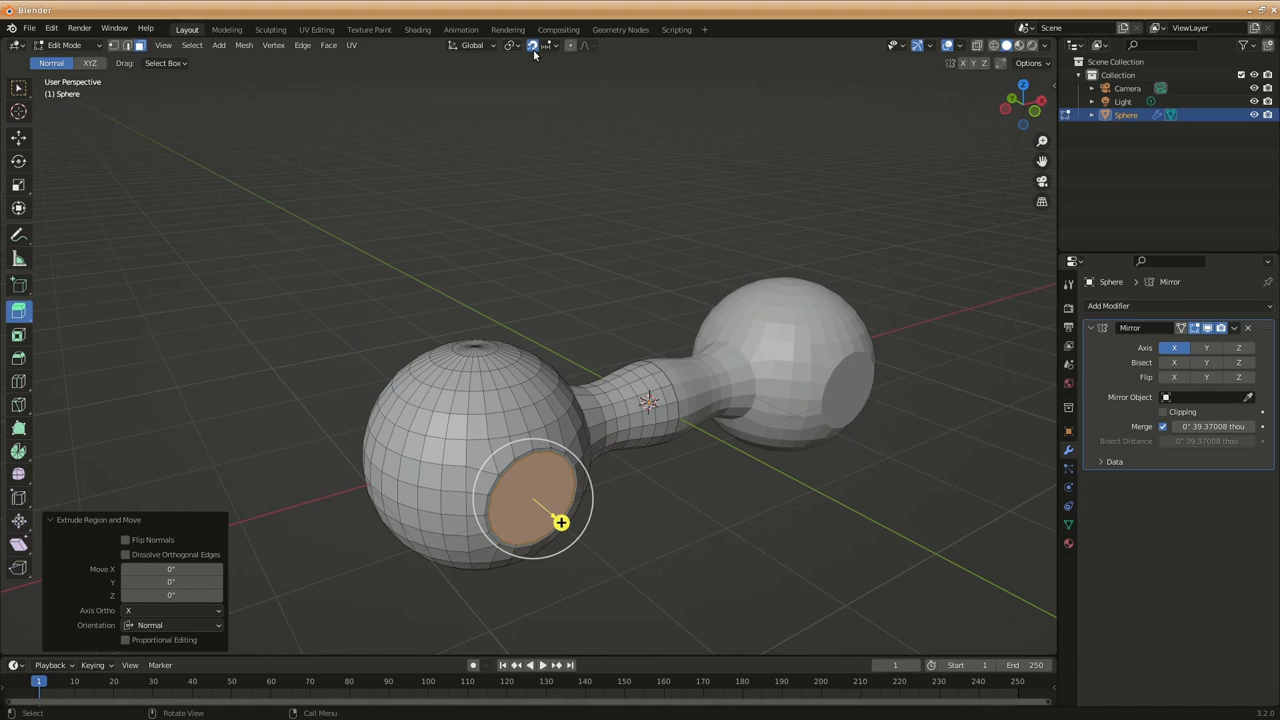 Blender
File Edit Render Window Help Layout Modeling Sculpting UV Editing Texture Paint Shading Animation Rendering Compositing Geometry Nodes Scripting + Scene ViewLayer
Edit Mode View Select Add Mesh Vertex Edge Face UV Global
Normal XYZ Drag: Select Box X Y Z Options
User Perspective
(1) Sphere
Z
X
Y
Scene Collection
Collection
Camera
Light
Sphere
Sphere Mirror
Add Modifier
Mirror
Axis X Y Z
Bisect X Y Z
Flip X Y Z
Mirror Object
Clipping
Merge 0" 39.37008 thou
Bisect Distance 0" 39.37008 thou
Data
Extrude Region and Move
Flip Normals
Dissolve Orthogonal Edges
Move X 0"
Y 0"
Z 0"
Axis Ortho X
Orientation Normal
Proportional Editing
Playback Keying View Marker 1 Start 1 End 250
1 10 20 30 40 50 60 70 80 90 100 110 120 130 140 150 160 170 180 190 200 210 220 230 240 250
Select Rotate View Call Menu 3.2.0